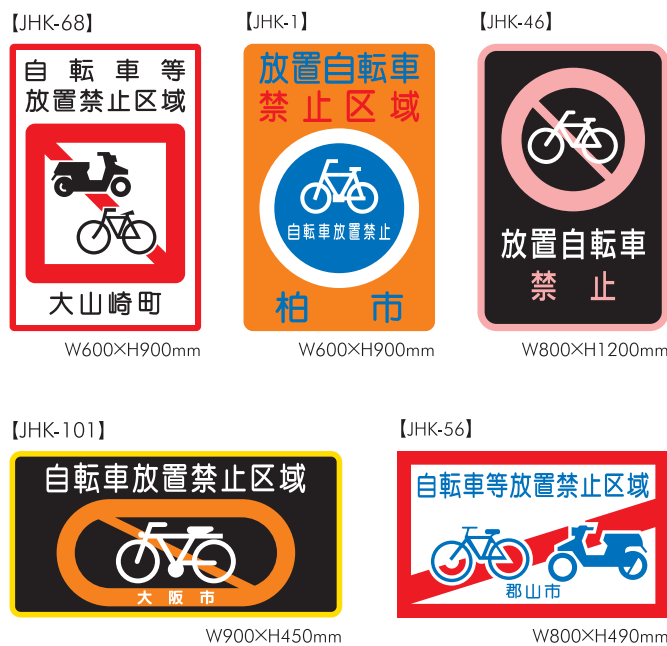 【JHK-68】
自転車等
放置禁止区域
大山崎町
W600×H900mm
【JHK-1】
放置自転車
禁止区域
自転車放置禁止
柏市
W600×H900mm
【JHK-46】
放置自転車
禁止
W800×H1200mm
【JHK-101】
自転車放置禁止区域
大阪市
W900×H450mm
【JHK-56】
自転車等放置禁止区域
郡山市
W800×H490mm